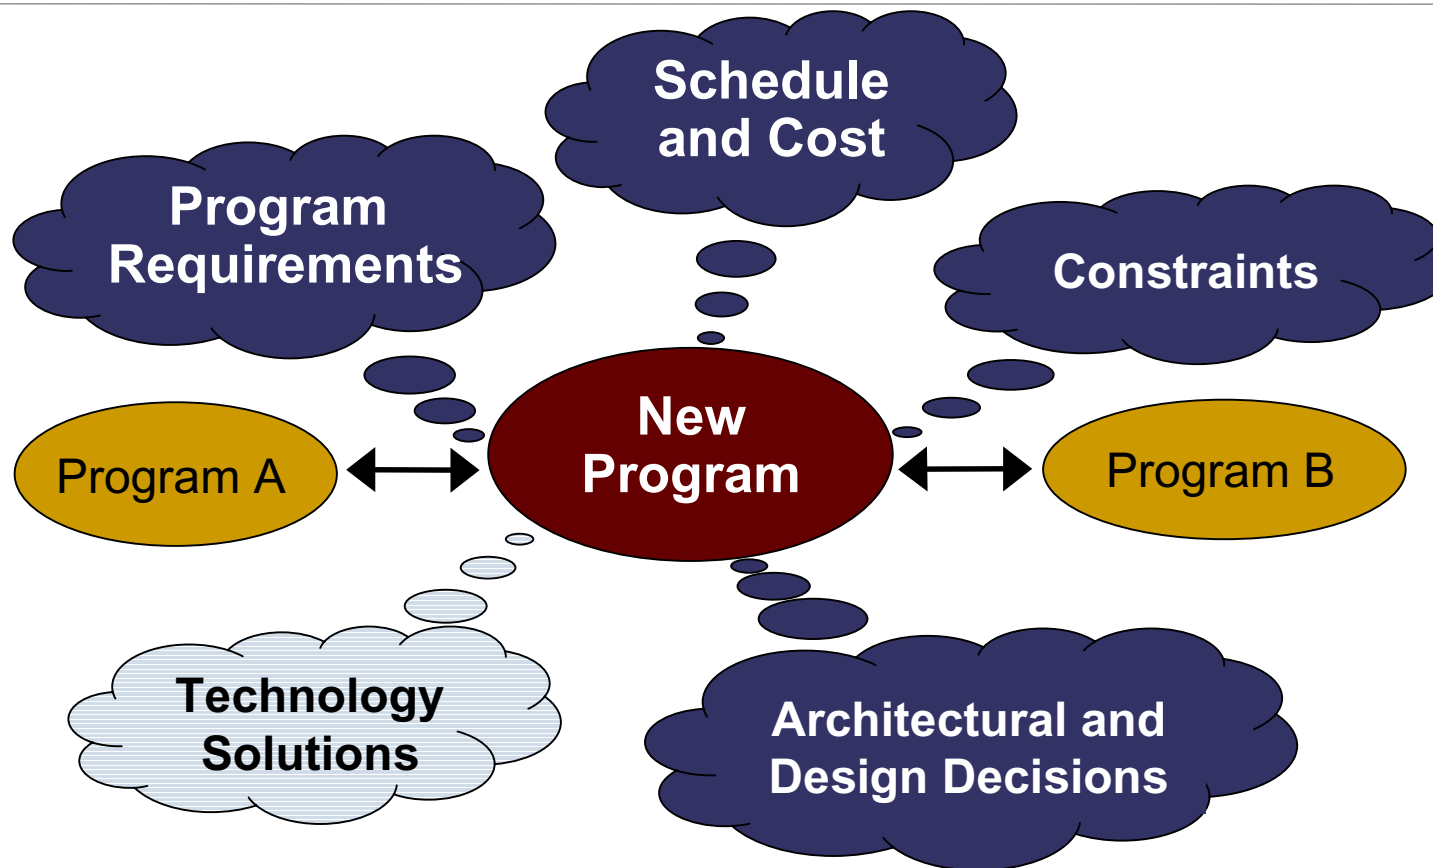 Schedule
and Cost
Program
Requirements
Constraints
New
Program
Program A
Program B
Technology
Solutions
Architectural and
Design Decisions